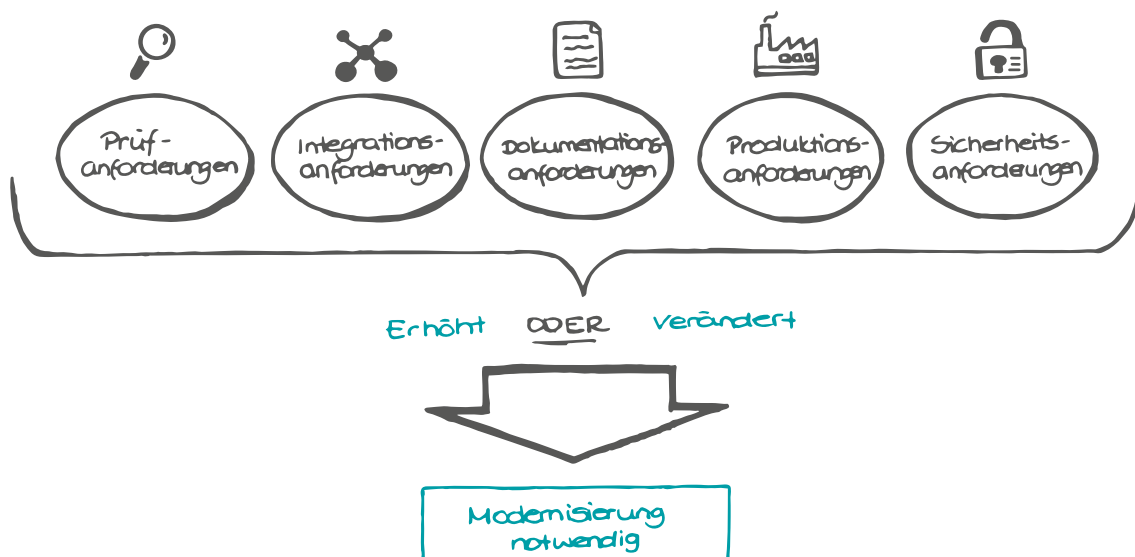 Prüf-
anforderungen
Integrations-
anforderungen
Dokumentations-
anforderungen
Produktions-
anforderungen
Sicherheits-
anforderungen
Erhöht ODER verändert
Modernisierung
notwendig